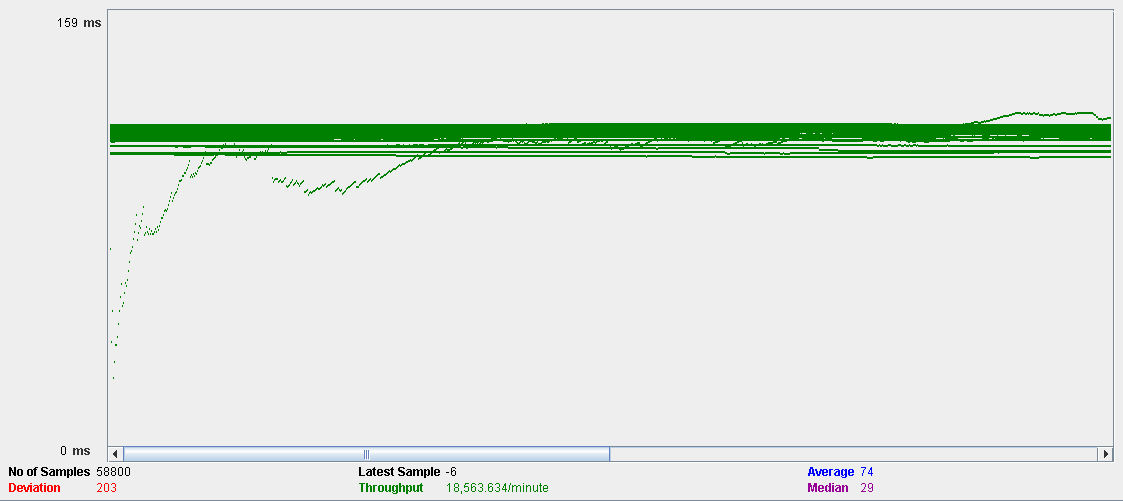 159 ms
0 ms
No of Samples 58800 Latest Sample -6 Average 74
Deviation 203 Throughput 18,563.634/minute Median 29